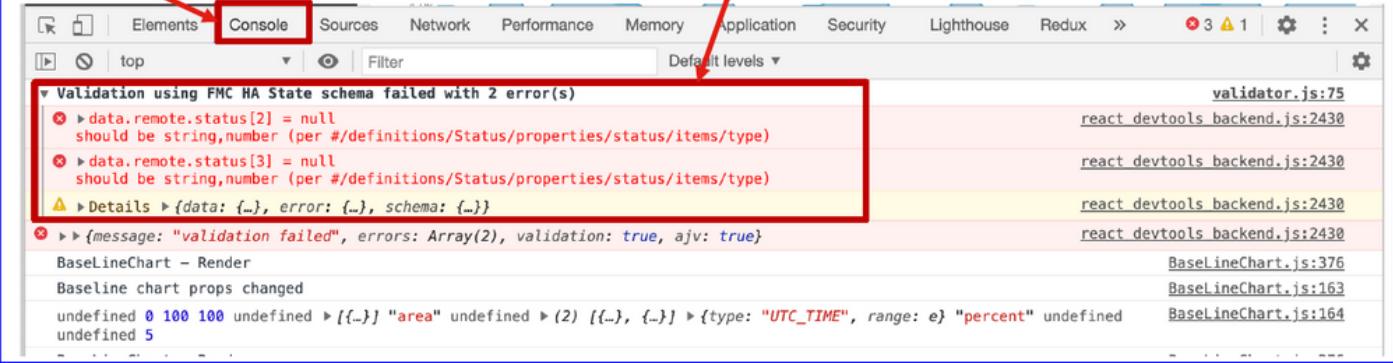 Elements Console Sources Network Performance Memory Application Security Lighthouse Redux » 3 1
top Filter Default levels
Validation using FMC HA State schema failed with 2 error(s) validator.js:75
data.remote.status[2] = null react_devtools_backend.js:2430
should be string,number (per #/definitions/Status/properties/status/items/type)
data.remote.status[3] = null react_devtools_backend.js:2430
should be string,number (per #/definitions/Status/properties/status/items/type)
Details {data: {…}, error: {…}, schema: {…}} react_devtools_backend.js:2430
{message: "validation failed", errors: Array(2), validation: true, ajv: true} react_devtools_backend.js:2430
BaseLineChart – Render BaseLineChart.js:376
Baseline chart props changed BaseLineChart.js:163
undefined 0 100 100 undefined [{…}] "area" undefined (2) [{…}, {…}] {type: "UTC_TIME", range: e} "percent" undefined BaseLineChart.js:164
undefined 5